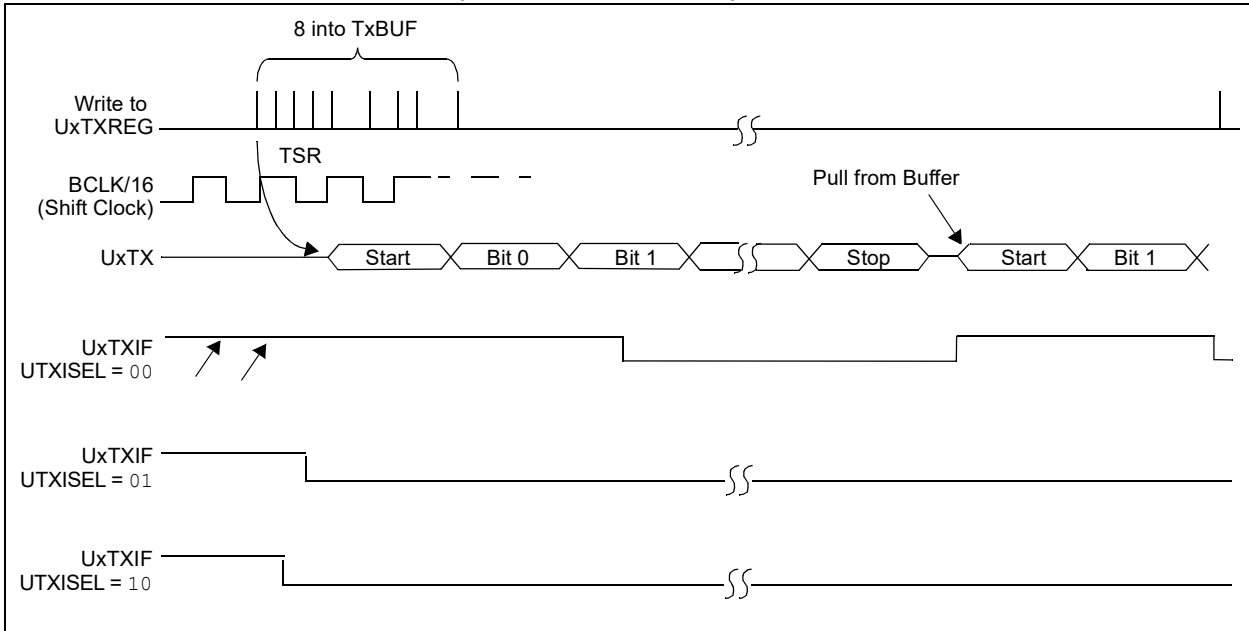 8 into TxBUF
Write to
UxTXREG
TSR
BCLK/16
(Shift Clock)
Pull from Buffer
UxTX
Start
Bit 0
Bit 1
Stop
Start
Bit 1
UxTXIF
UTXISEL = 00
UxTXIF
UTXISEL = 01
UxTXIF
UTXISEL = 10